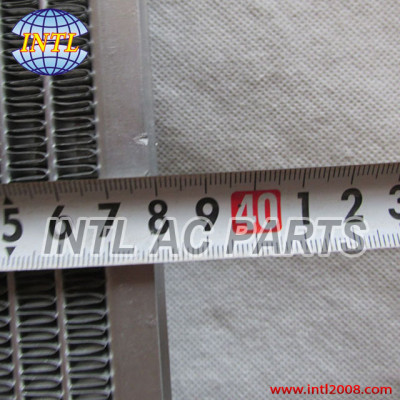 INTL
5 6 7 8 9 40 1 2 3
INTL AC PARTS
www.intl2008.com